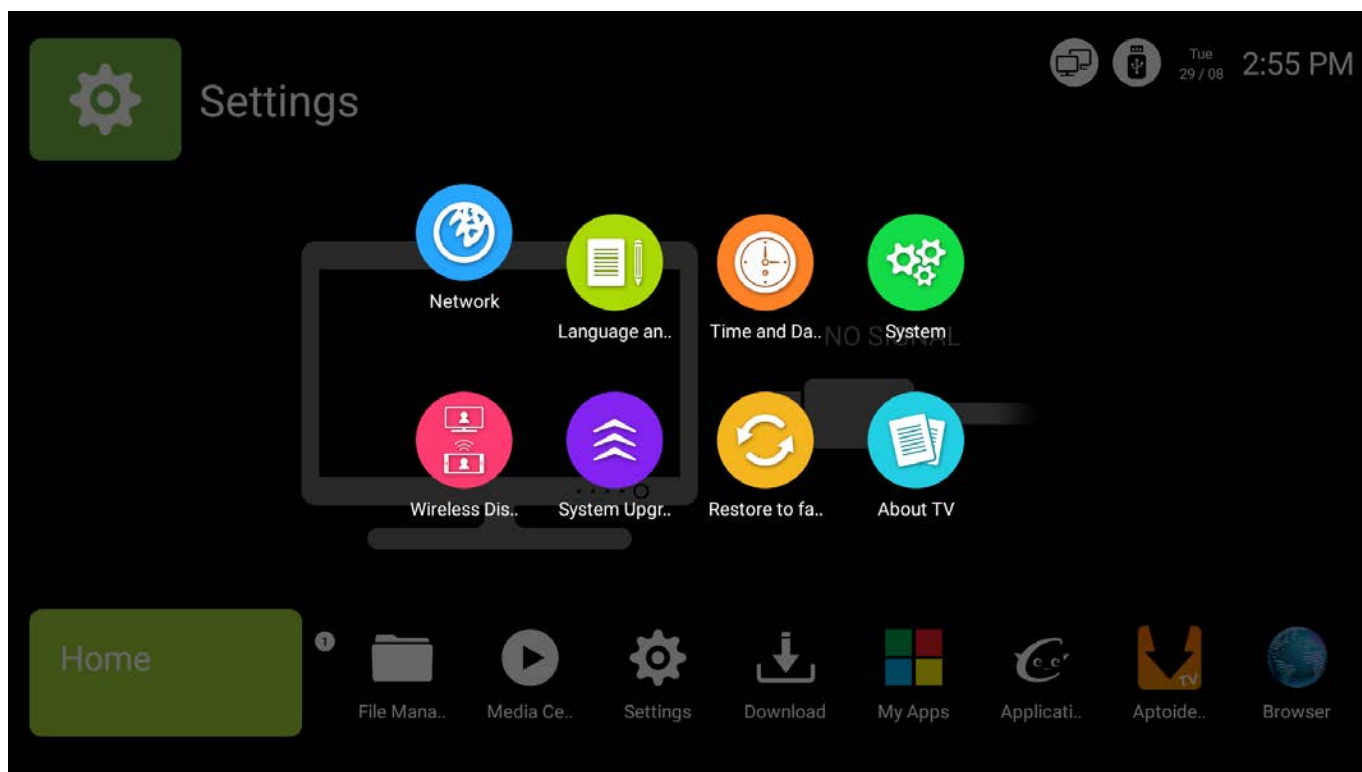 Settings
Tue
29 / 08
2:55 PM
Network
Language an..
Time and Da..
System
NO SIGNAL
Wireless Dis..
System Upgr..
Restore to fa..
About TV
Home
1
File Mana..
Media Ce..
Settings
Download
My Apps
Applicati..
TV
Aptoide..
Browser